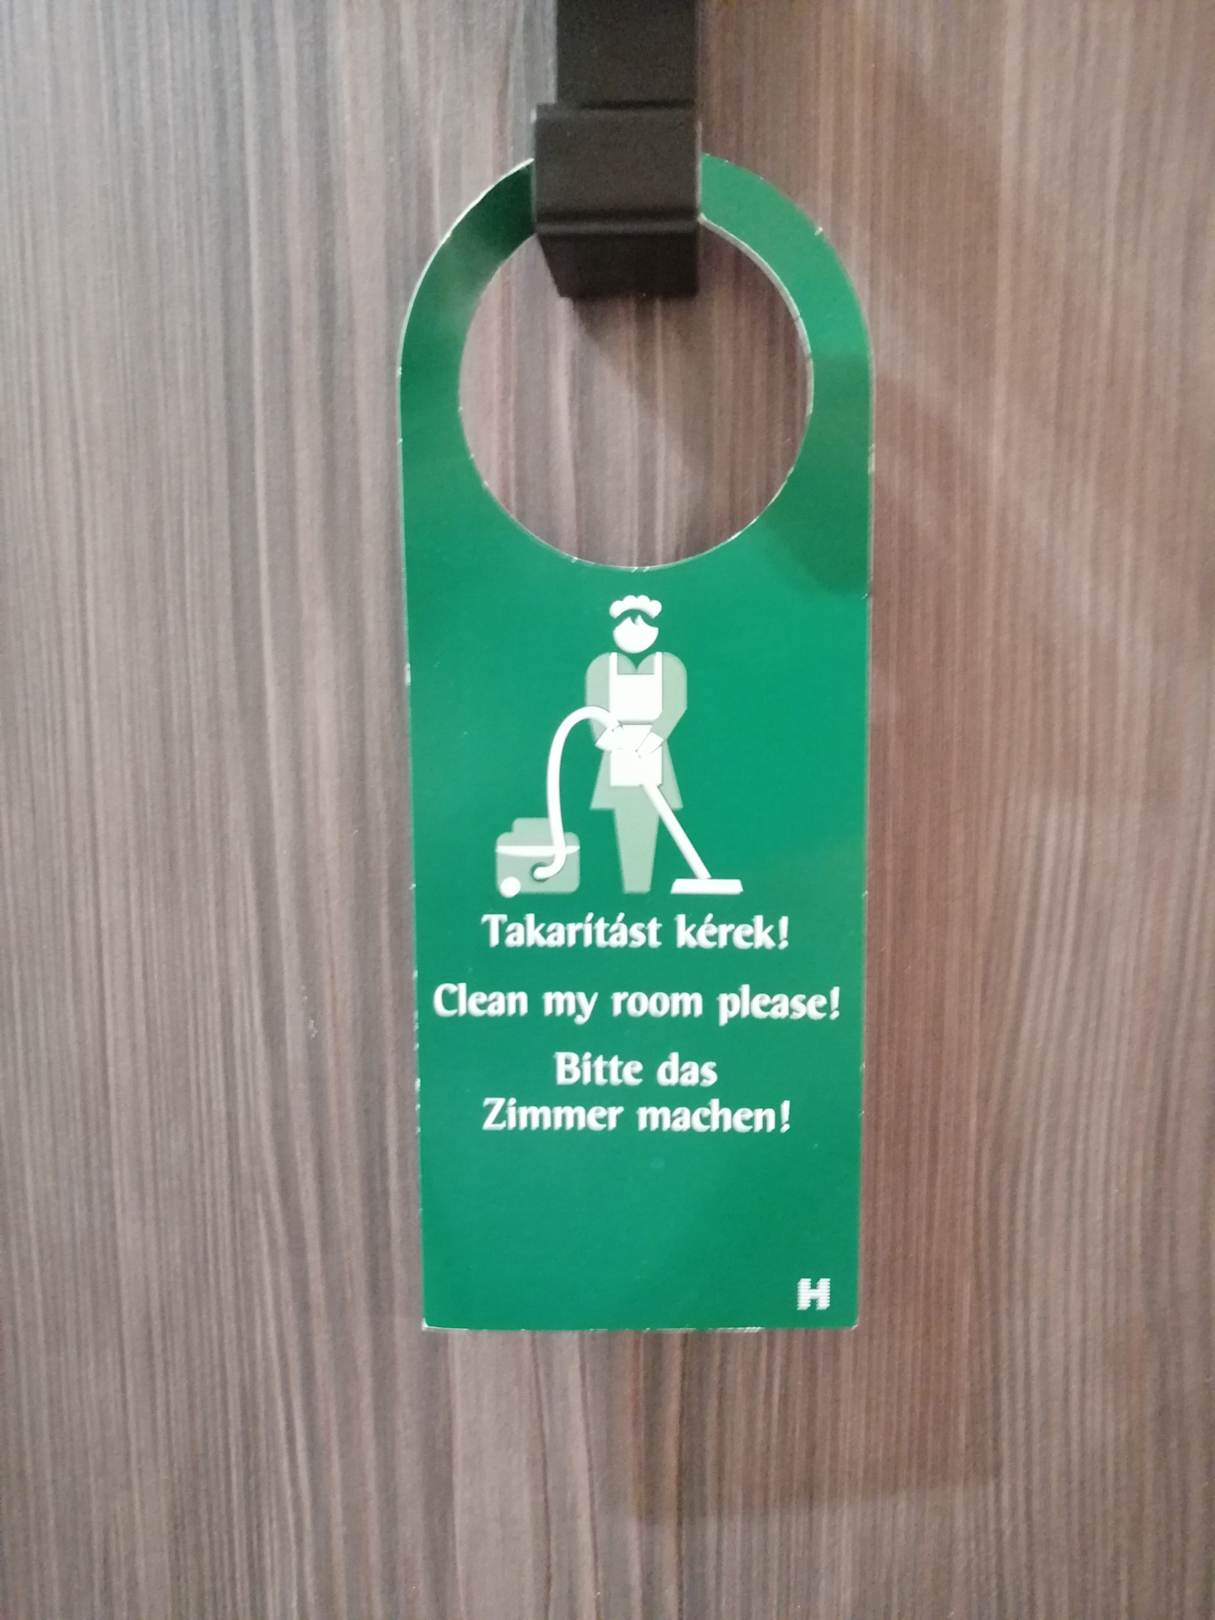 Takarítást kérek!
Clean my room please!
Bitte das
Zimmer machen!
H